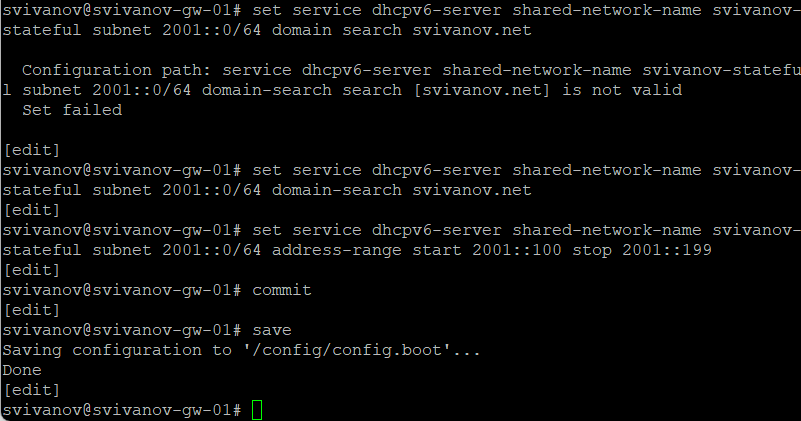 svivanov@svivanov-gw-01# set service dhcpv6-server shared-network-name svivanov-
stateful subnet 2001::0/64 domain search svivanov.net
Configuration path: service dhcpv6-server shared-network-name svivanov-statefu
l subnet 2001::0/64 domain-search search [svivanov.net] is not valid
Set failed
[edit]
svivanov@svivanov-gw-01# set service dhcpv6-server shared-network-name svivanov-
stateful subnet 2001::0/64 domain-search svivanov.net
[edit]
svivanov@svivanov-gw-01# set service dhcpv6-server shared-network-name svivanov-
stateful subnet 2001::0/64 address-range start 2001::100 stop 2001::199
[edit]
svivanov@svivanov-gw-01# commit
[edit]
svivanov@svivanov-gw-01# save
Saving configuration to '/config/config.boot'...
Done
[edit]
svivanov@svivanov-gw-01#